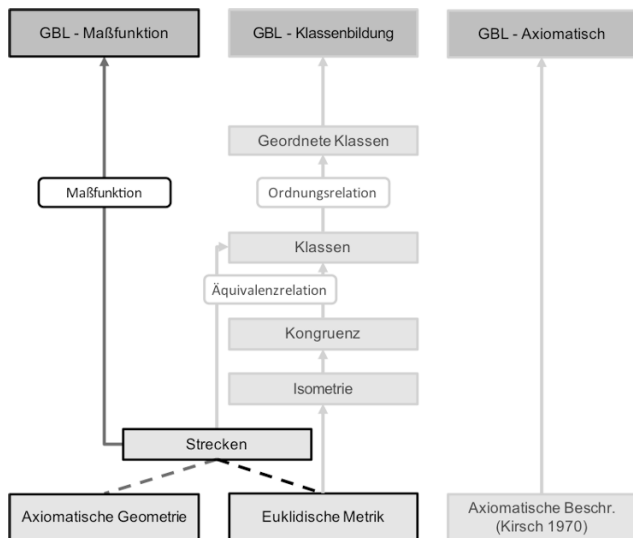 GBL - Maßfunktion
GBL - Klassenbildung
GBL - Axiomatisch
Geordnete Klassen
Maßfunktion
Ordnungsrelation
Klassen
Äquivalenzrelation
Kongruenz
Isometrie
Strecken
Axiomatische Geometrie
Euklidische Metrik
Axiomatische Beschr.
(Kirsch 1970)